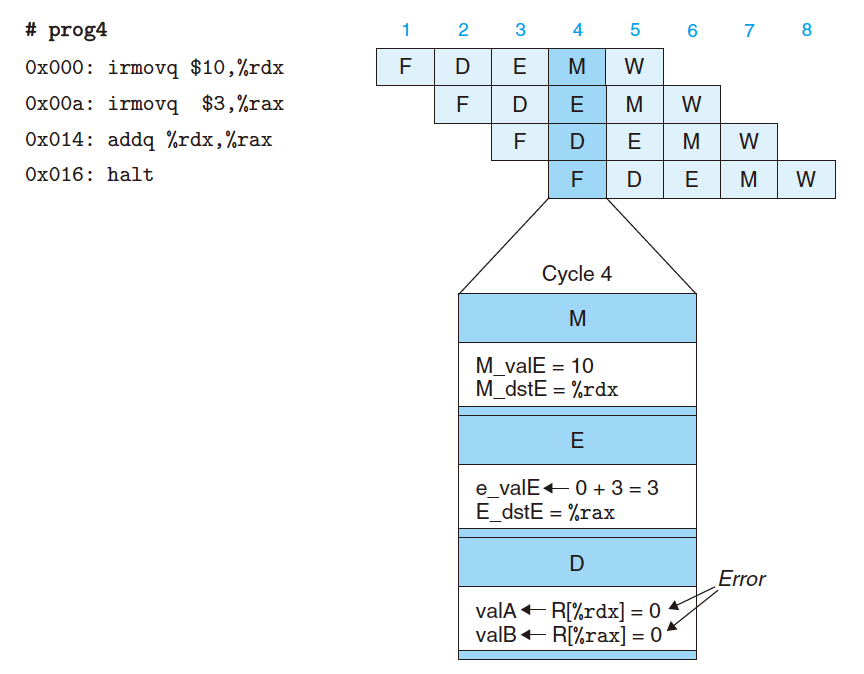 # prog4
0x000: irmovq $10,%rdx
0x00a: irmovq $3,%rax
0x014: addq %rdx,%rax
0x016: halt
1 2 3 4 5 6 7 8
F D E M W
F D E M W
F D E M W
F D E M W
Cycle 4
M
M_valE = 10
M_dstE = %rdx
E
e_valE ← 0 + 3 = 3
E_dstE = %rax
D
Error
valA ← R[%rdx] = 0
valB ← R[%rax] = 0